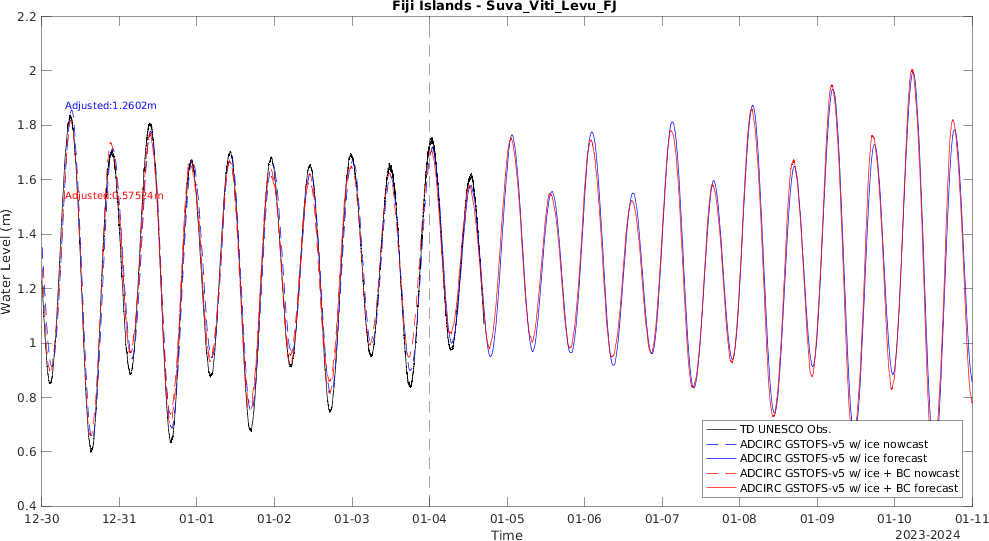 Fiji Islands - Suva_Viti_Levu_FJ
2.2
2
1.8
1.6
1.4
1.2
1
0.8
0.6
0.4
Water Level (m)
Adjusted:1.2602m
Adjusted:0.57524m
TD UNESCO Obs.
ADCIRC GSTOFS-v5 w/ ice nowcast
ADCIRC GSTOFS-v5 w/ ice forecast
ADCIRC GSTOFS-v5 w/ ice + BC nowcast
ADCIRC GSTOFS-v5 w/ ice + BC forecast
12-30 12-31 01-01 01-02 01-03 01-04 01-05 01-06 01-07 01-08 01-09 01-10 01-11
Time
2023-2024